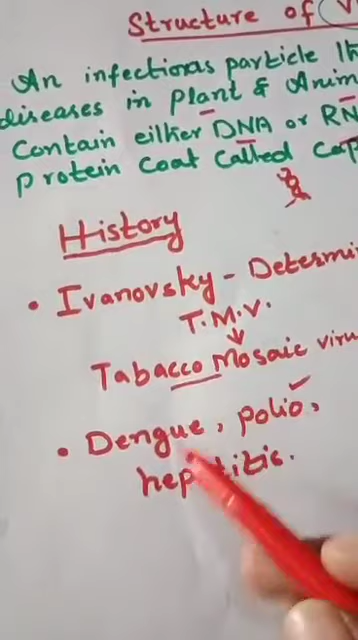 Structure of V
An infectious particle th
diseases in Plant & Anim
Contain either DNA or RN
protein coat called cap
History
• Ivanovsky - Determi
T.M.V.
↓
Tabacco Mosaic viru
• Dengue, polio,
hepatitis.